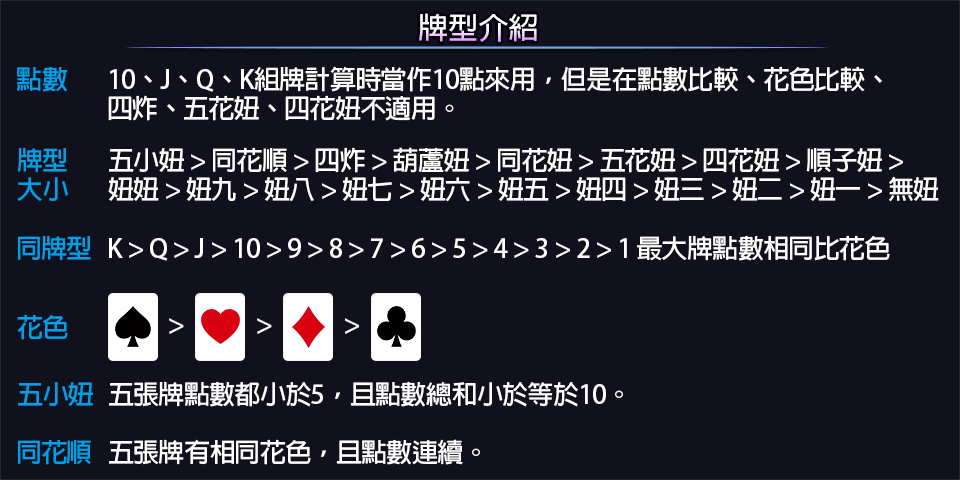 牌型介紹
點數 10、J、Q、K組牌計算時當作10點來用，但是在點數比較、花色比較、
四炸、五花妞、四花妞不適用。
牌型 五小妞 > 同花順 > 四炸 > 葫蘆妞 > 同花妞 > 五花妞 > 四花妞 > 順子妞 >
大小 妞妞 > 妞九 > 妞八 > 妞七 > 妞六 > 妞五 > 妞四 > 妞三 > 妞二 > 妞一 > 無妞
同牌型 K > Q > J > 10 > 9 > 8 > 7 > 6 > 5 > 4 > 3 > 2 > 1 最大牌點數相同比花色
花色 ♠ > ♥ > ♦ > ♣
五小妞 五張牌點數都小於5，且點數總和小於等於10。
同花順 五張牌有相同花色，且點數連續。